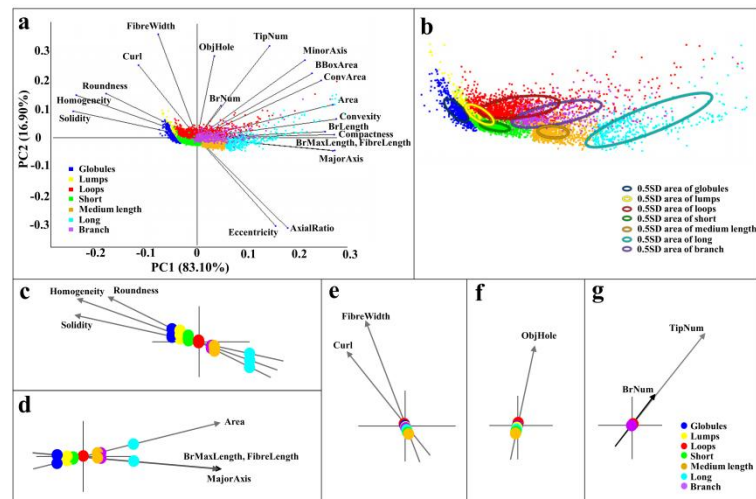 a
FibreWidth
TipNum
ObjHole
MinorAxis
Curl
BBoxArea
ConvArea
Roundness
BrNum
Area
Homogeneity
Convexity
Solidity
BrLength
Compactness
BrMaxLength, FibreLength
MajorAxis
Eccentricity
AxialRatio
0.3
0.2
0.1
0
-0.1
-0.2
-0.3
PC2 (16.90%)
Globules
Lumps
Loops
Short
Medium length
Long
Branch
-0.2
-0.1
0
0.1
0.2
0.3
PC1 (83.10%)
b
0.5SD area of globules
0.5SD area of lumps
0.5SD area of loops
0.5SD area of short
0.5SD area of medium length
0.5SD area of long
0.5SD area of branch
c
Homogeneity
Roundness
Solidity
d
Area
BrMaxLength, FibreLength
MajorAxis
e
FibreWidth
Curl
f
ObjHole
g
TipNum
BrNum
Globules
Lumps
Loops
Short
Medium length
Long
Branch